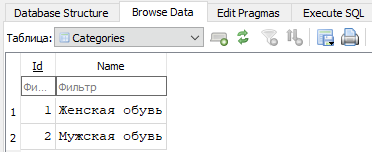 Database Structure Browse Data Edit Pragmas Execute SQL
Таблица: Categories
Id Name
Фи... Фильтр
1 1 Женская обувь
2 2 Мужская обувь